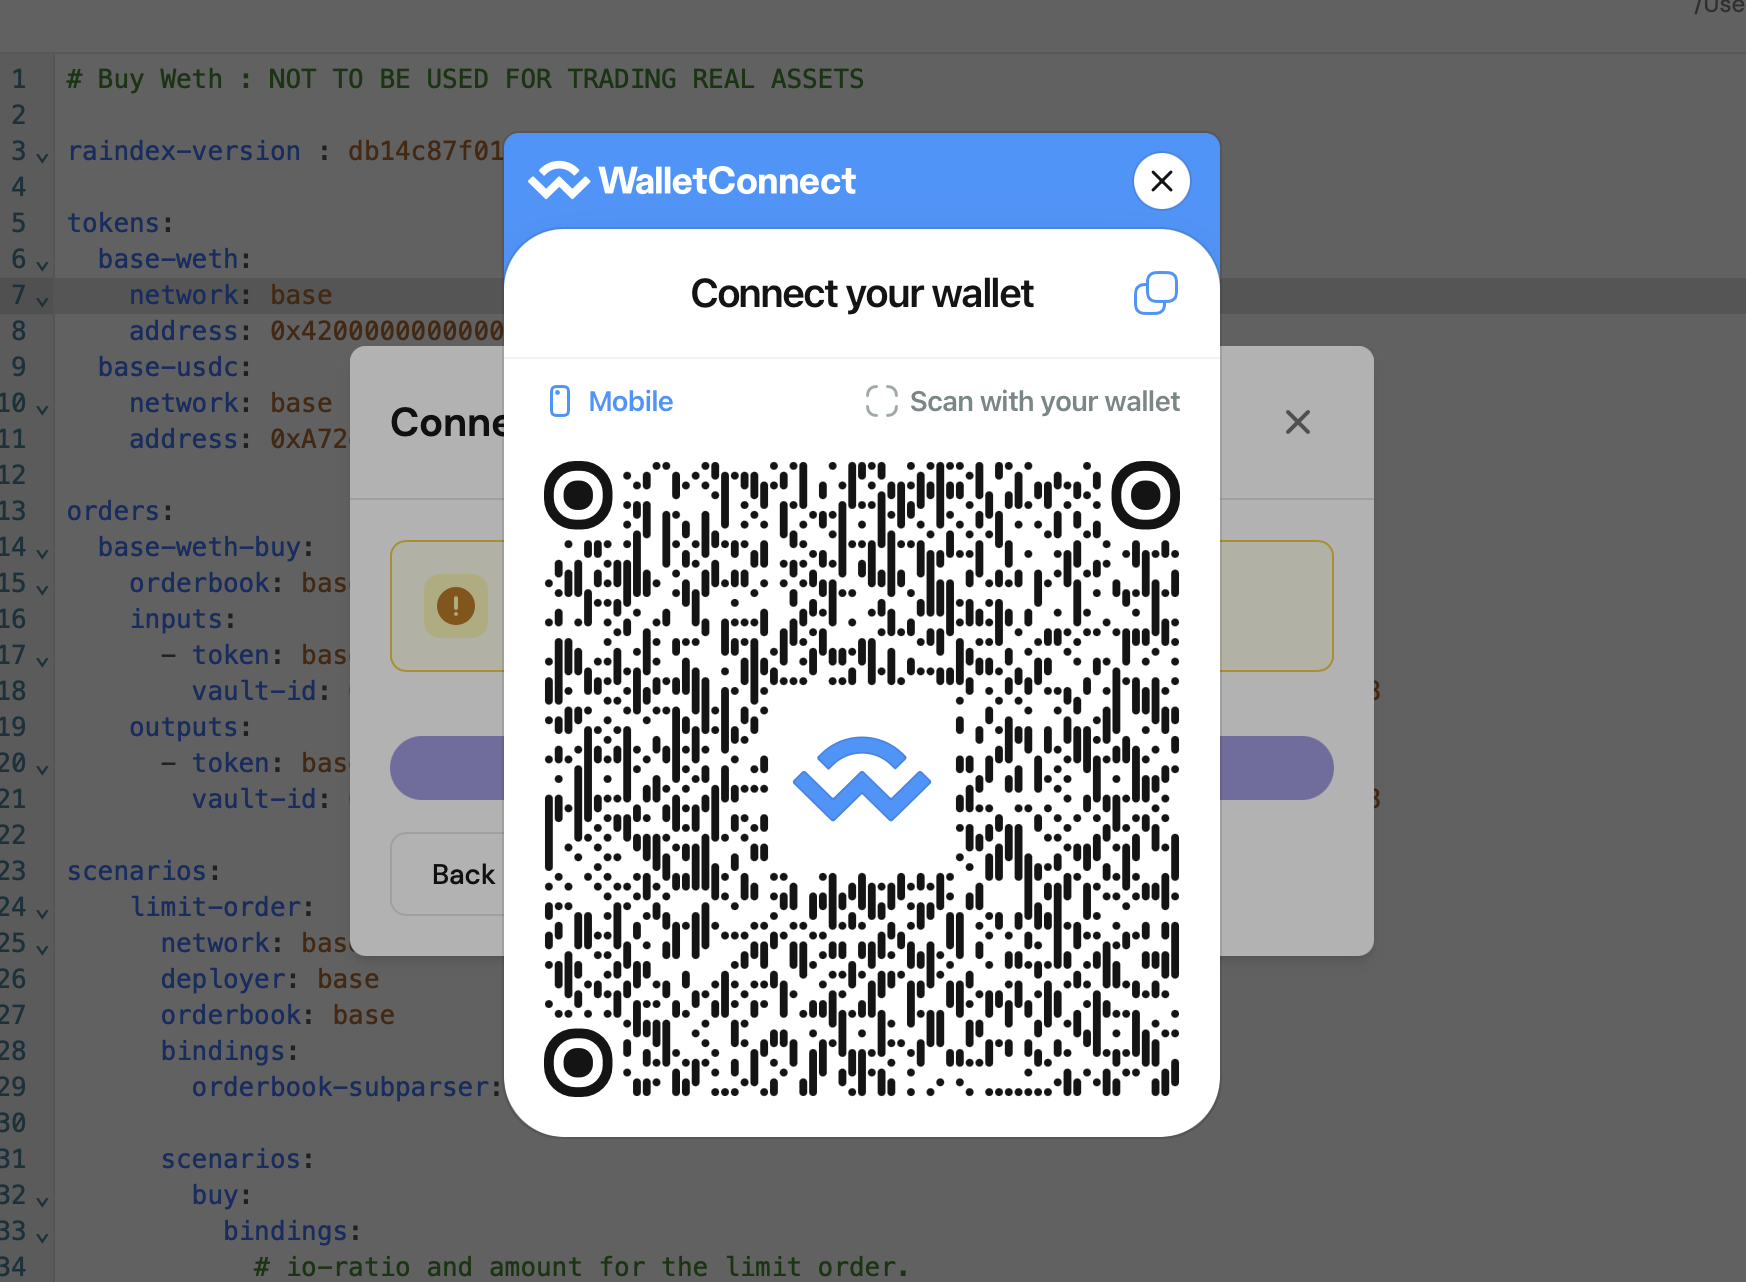 /Use
1 # Buy Weth : NOT TO BE USED FOR TRADING REAL ASSETS
2
3 raindex-version : db14c87f01
4
5 tokens:
6 base-weth:
7 network: base
8 address: 0x420000000000000
9 base-usdc:
10 network: base
11 address: 0xA72
12
13 orders:
14 base-weth-buy:
15 orderbook: bas
16 inputs:
17 - token: bas
18 vault-id:
19 outputs:
20 - token: bas
21 vault-id:
22
23 scenarios:
24 limit-order:
25 network: bas
26 deployer: base
27 orderbook: base
28 bindings:
29 orderbook-subparser:
30
31 scenarios:
32 buy:
33 bindings:
34 # io-ratio and amount for the limit order.
WalletConnect
Connect your wallet
Mobile
Scan with your wallet
Conne
Back